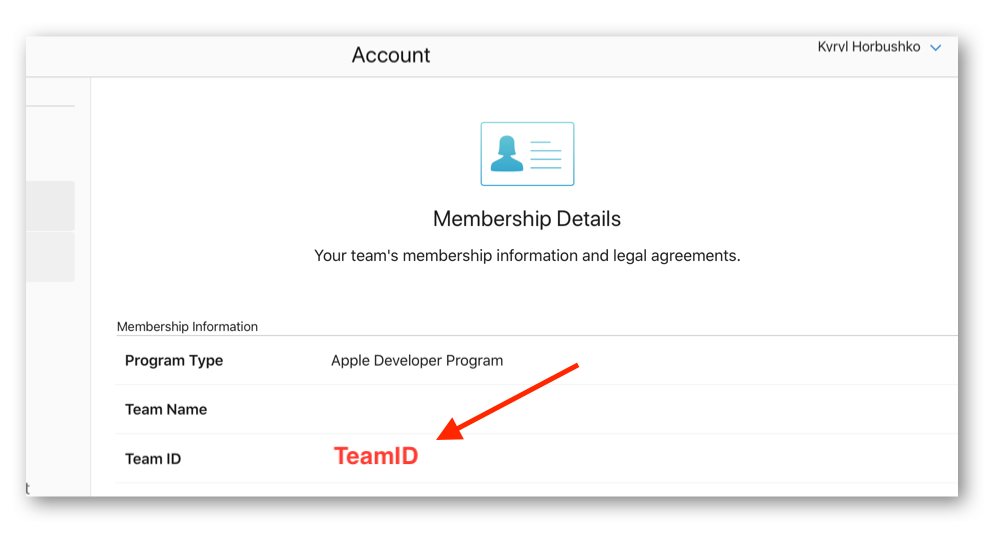 Account
Kyryl Horbushko
Membership Details
Your team's membership information and legal agreements.
Membership Information
Program Type Apple Developer Program
Team Name
Team ID TeamID
t